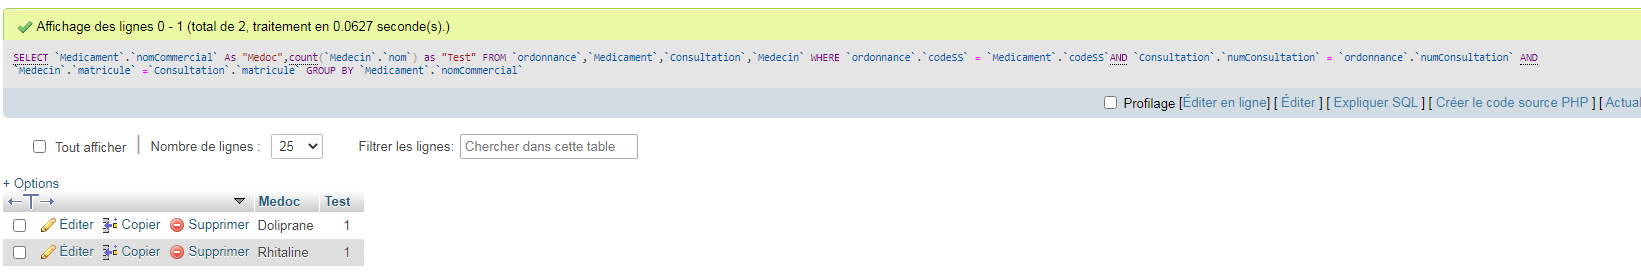 Affichage des lignes 0 - 1 (total de 2, traitement en 0.0627 seconde(s).)
SELECT `Medicament`.`nomCommercial` As "Medoc",count(`Medecin`.`nom`) as "Test" FROM `ordonnance`,`Medicament`,`Consultation`,`Medecin` WHERE `ordonnance`.`codeSS` = `Medicament`.`codeSS`AND `Consultation`.`numConsultation` = `ordonnance`.`numConsultation` AND
`Medecin`.`matricule` =`Consultation`.`matricule` GROUP BY `Medicament`.`nomCommercial`
Profilage [Éditer en ligne] [ Éditer ] [ Expliquer SQL ] [ Créer le code source PHP ] [ Actual
Tout afficher Nombre de lignes : 25 Filtrer les lignes: Chercher dans cette table
+ Options
←T→ Medoc Test
Éditer Copier Supprimer Doliprane 1
Éditer Copier Supprimer Rhitaline 1